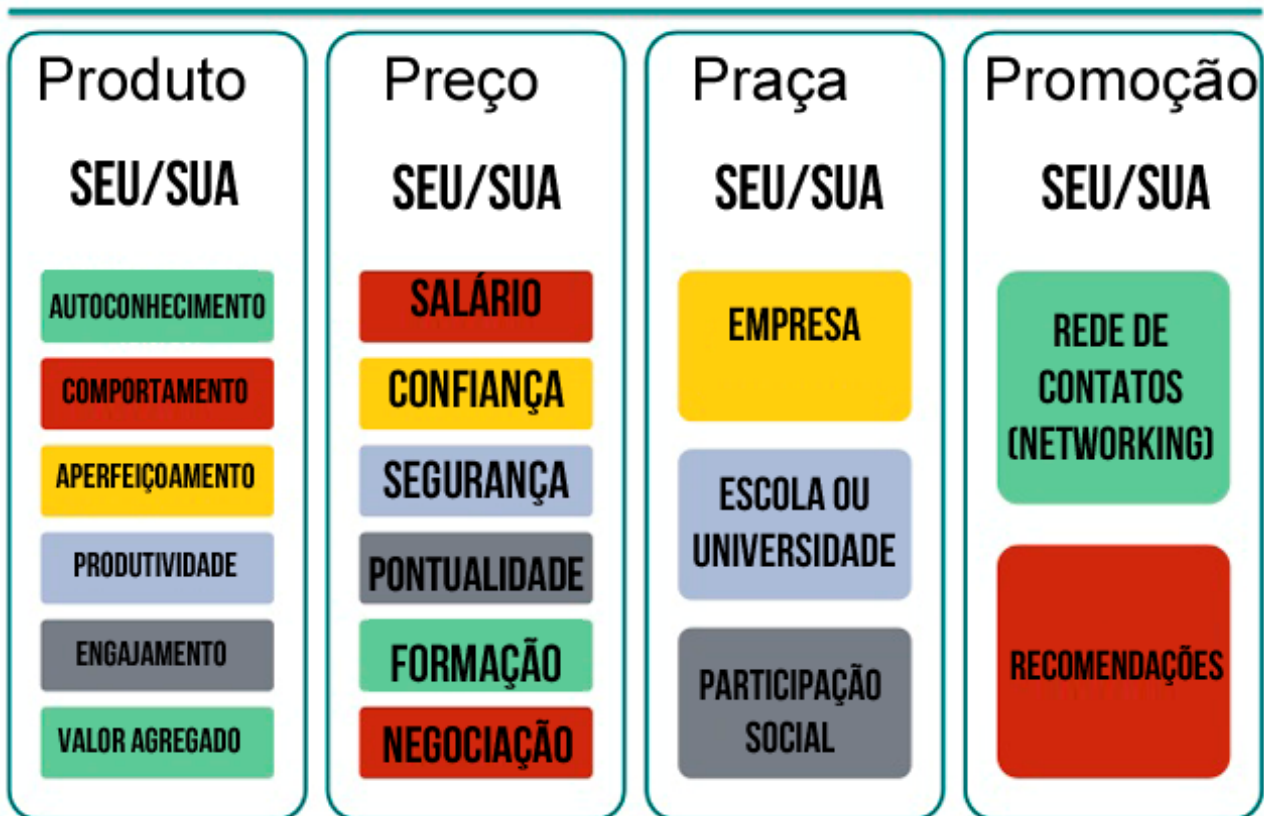 Produto
SEU/SUA
AUTOCONHECIMENTO
COMPORTAMENTO
APERFEIÇOAMENTO
PRODUTIVIDADE
ENGAJAMENTO
VALOR AGREGADO
Preço
SEU/SUA
SALÁRIO
CONFIANÇA
SEGURANÇA
PONTUALIDADE
FORMAÇÃO
NEGOCIAÇÃO
Praça
SEU/SUA
EMPRESA
ESCOLA OU
UNIVERSIDADE
PARTICIPAÇÃO
SOCIAL
Promoção
SEU/SUA
REDE DE
CONTATOS
(NETWORKING)
RECOMENDAÇÕES